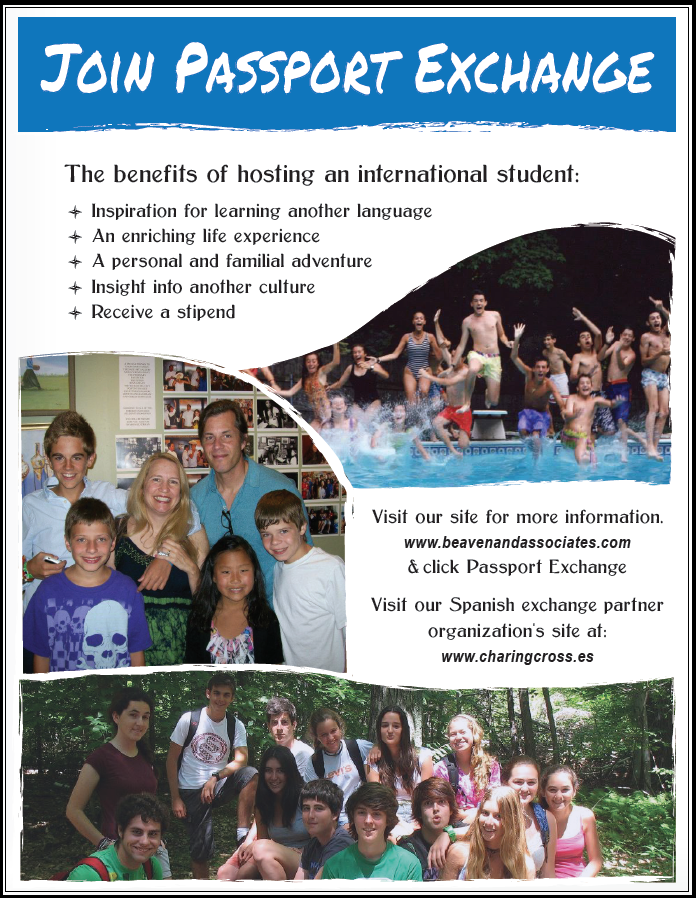 Join Passport Exchange
The benefits of hosting an international student:
Inspiration for learning another language
An enriching life experience
A personal and familial adventure
Insight into another culture
Receive a stipend
Visit our site for more information.
www.beavenandassociates.com
& click Passport Exchange
Visit our Spanish exchange partner
organization's site at:
www.charingcross.es